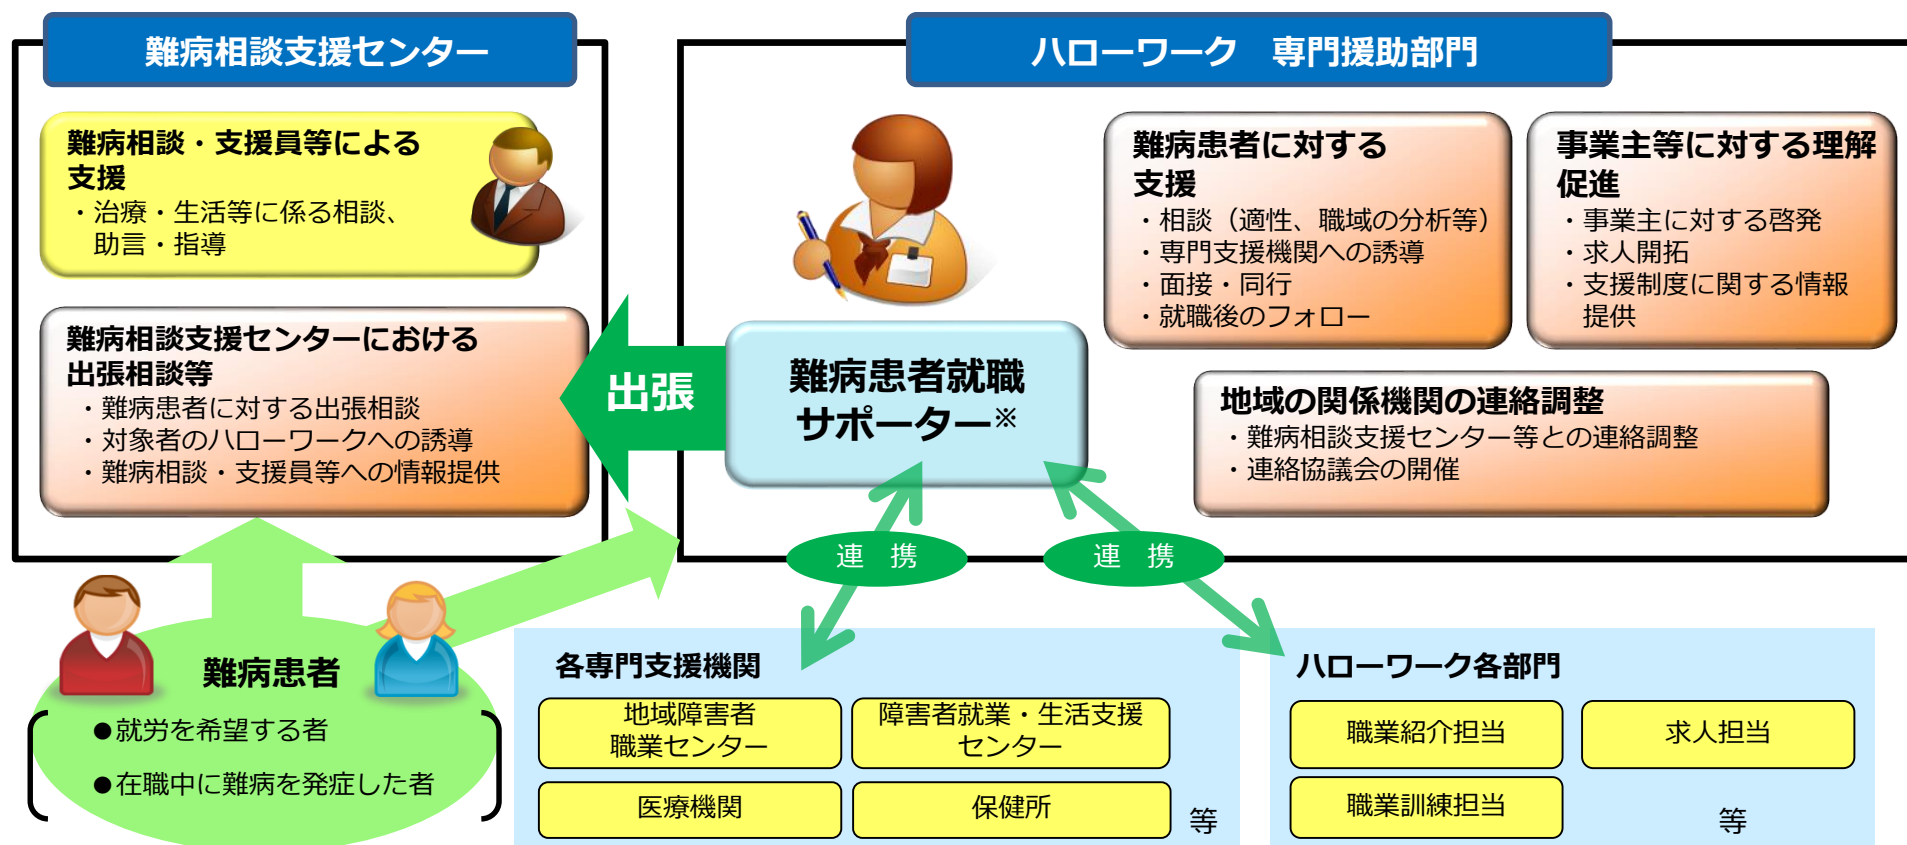 難病相談支援センター
難病相談・支援員等による
支援
・治療・生活等に係る相談、
助言・指導
難病相談支援センターにおける
出張相談等
・難病患者に対する出張相談
・対象者のハローワークへの誘導
・難病相談・支援員等への情報提供
出張
ハローワーク　専門援助部門
難病患者就職
サポーター※
難病患者に対する
支援
・相談（適性、職域の分析等）
・専門支援機関への誘導
・面接・同行
・就職後のフォロー
事業主等に対する理解
促進
・事業主に対する啓発
・求人開拓
・支援制度に関する情報
提供
地域の関係機関の連絡調整
・難病相談支援センター等との連絡調整
・連絡協議会の開催
連　携
連　携
難病患者
●就労を希望する者
●在職中に難病を発症した者
各専門支援機関
地域障害者
職業センター
障害者就業・生活支援
センター
医療機関
保健所
等
ハローワーク各部門
職業紹介担当
求人担当
職業訓練担当
等